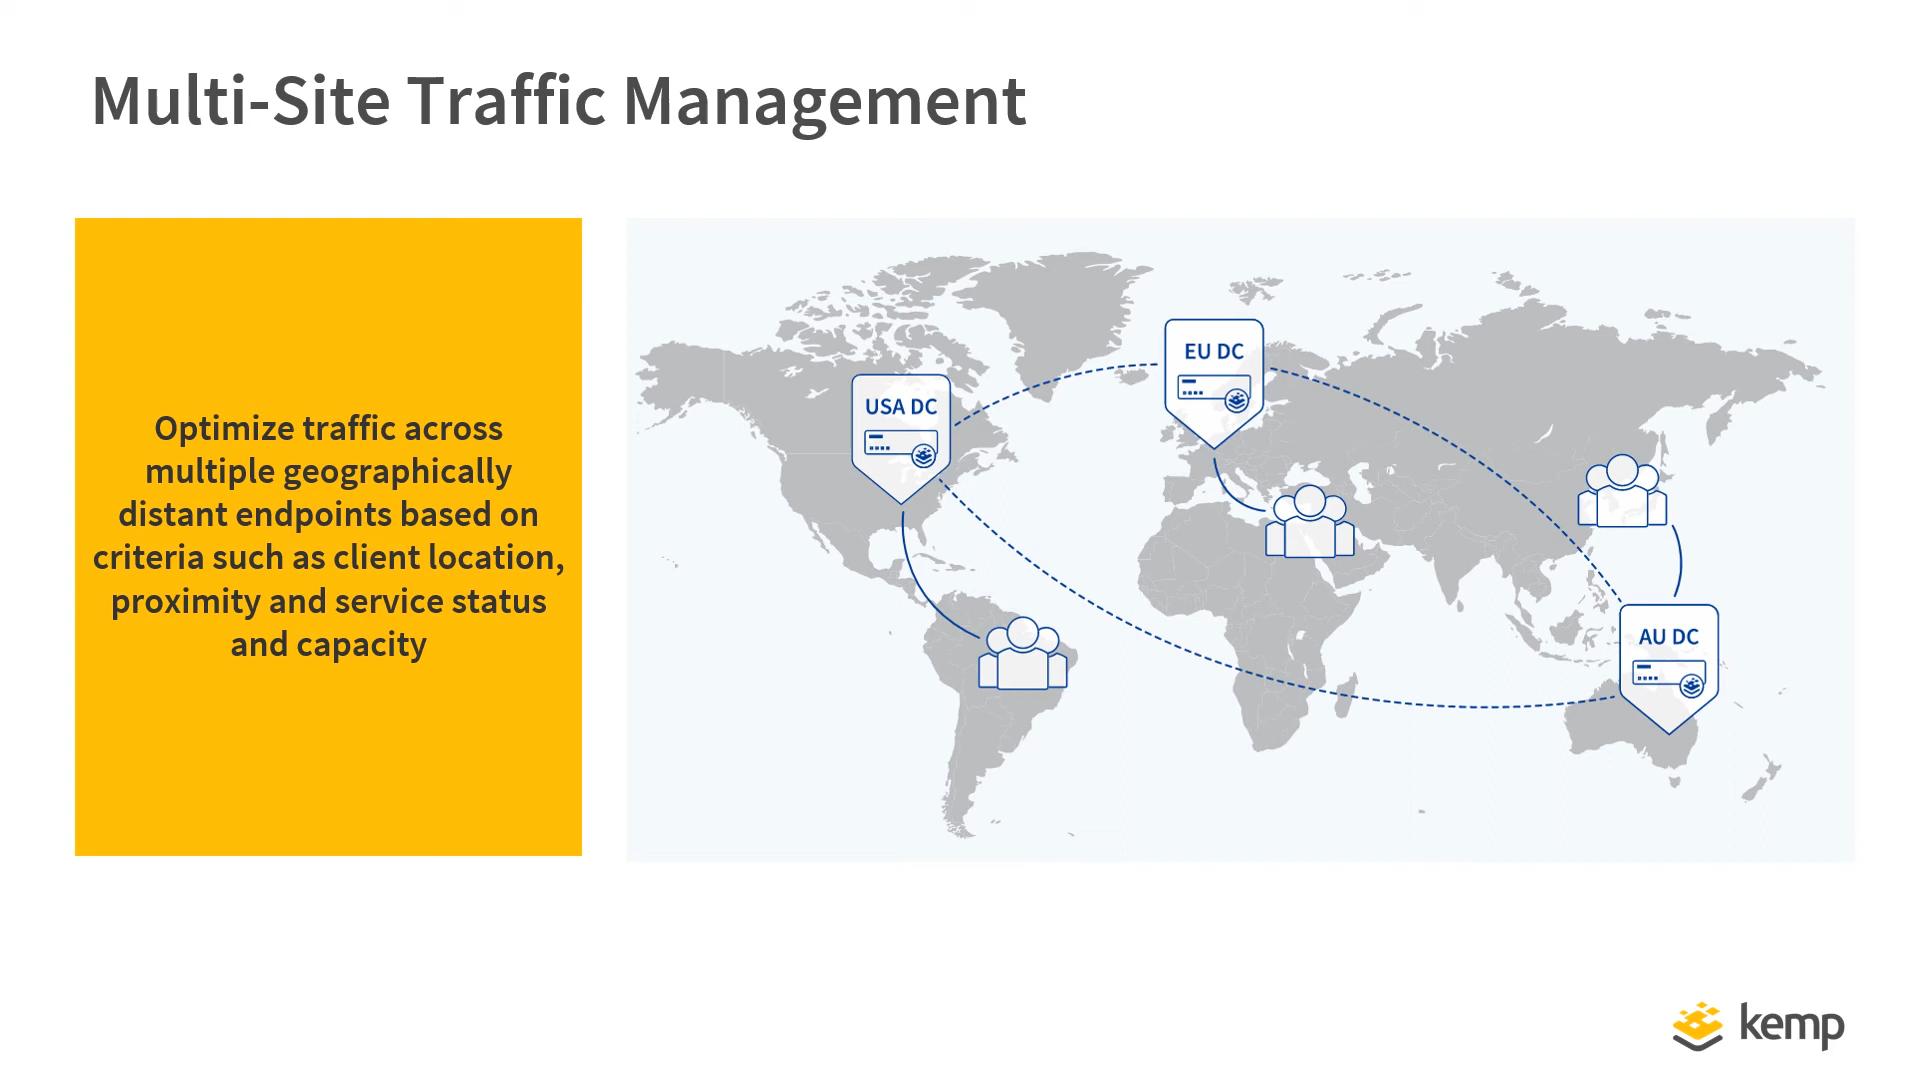 Multi-Site Traffic Management
Optimize traffic across
multiple geographically
distant endpoints based on
criteria such as client location,
proximity and service status
and capacity
EU DC
USA DC
AU DC
kemp